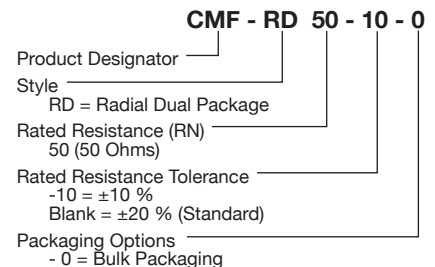 CMF - RD 50 - 10 - 0
Product Designator
Style
RD = Radial Dual Package
Rated Resistance (RN)
50 (50 Ohms)
Rated Resistance Tolerance
-10 = ±10 %
Blank = ±20 % (Standard)
Packaging Options
- 0 = Bulk Packaging